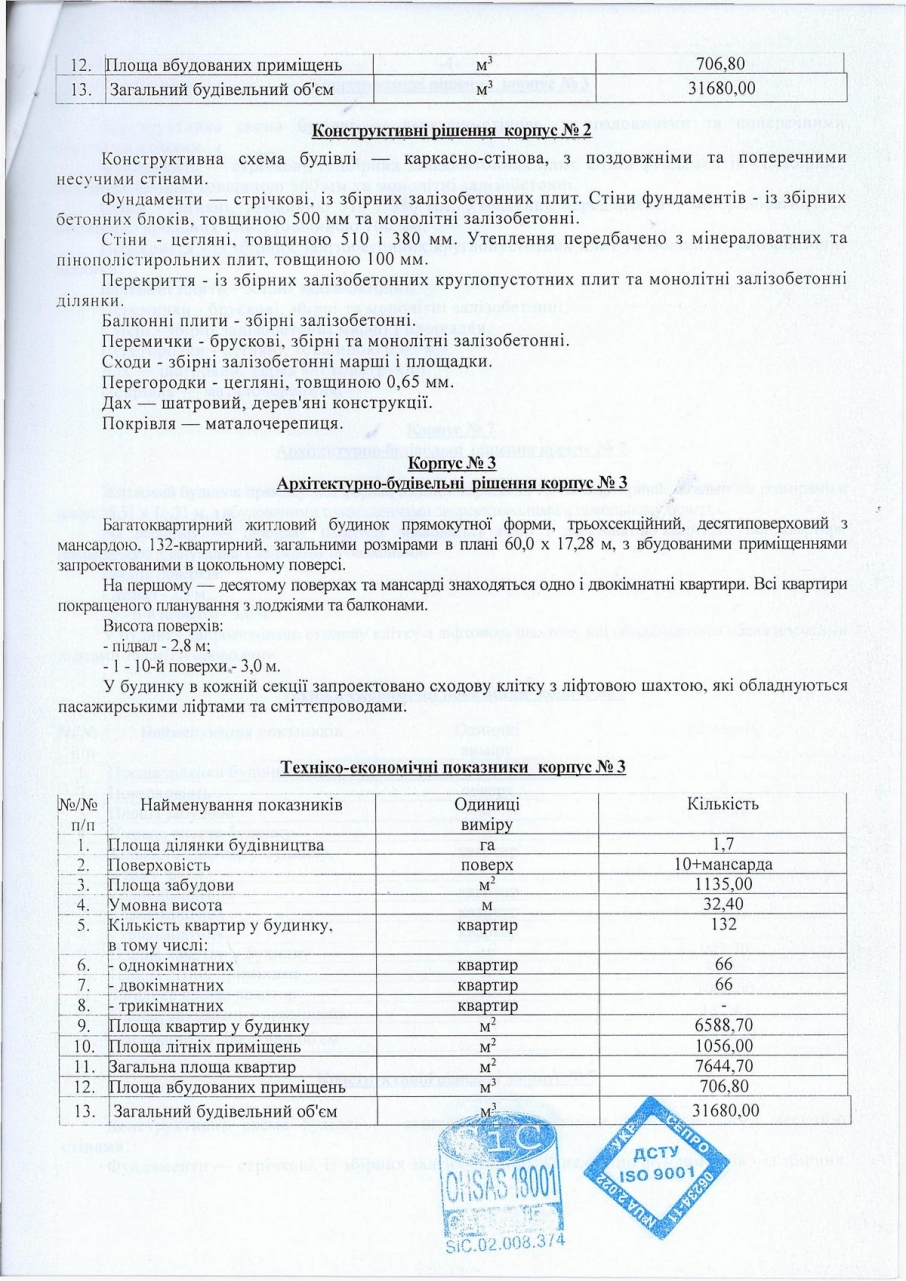 12. Площа вбудованих приміщень м³ 706,80
13. Загальний будівельний об'єм м³ 31680,00
Конструктивні рішення корпус № 2
Конструктивна схема будівлі — каркасно-стінова, з поздовжніми та поперечними
несучими стінами.
Фундаменти — стрічкові, із збірних залізобетонних плит. Стіни фундаментів - із збірних
бетонних блоків, товщиною 500 мм та монолітні залізобетонні.
Стіни - цегляні, товщиною 510 і 380 мм. Утеплення передбачено з мінераловатних та
пінополістирольних плит, товщиною 100 мм.
Перекриття - із збірних залізобетонних круглопустотних плит та монолітні залізобетонні
ділянки.
Балконні плити - збірні залізобетонні.
Перемички - брускові, збірні та монолітні залізобетонні.
Сходи - збірні залізобетонні марші і площадки.
Перегородки - цегляні, товщиною 0,65 мм.
Дах — шатровий, дерев'яні конструкції.
Покрівля — маталочерепиця.
Корпус № 3
Архітектурно-будівельні рішення корпус № 3
Багатоквартирний житловий будинок прямокутної форми, трьохсекційний, десятиповерховий з
мансардою, 132-квартирний, загальними розмірами в плані 60,0 х 17,28 м, з вбудованими приміщеннями
запроектованими в цокольному поверсі.
На першому — десятому поверхах та мансарді знаходяться одно і двокімнатні квартири. Всі квартири
покращеного планування з лоджіями та балконами.
Висота поверхів:
- підвал - 2,8 м;
- 1 - 10-й поверхи - 3,0 м.
У будинку в кожній секції запроектовано сходову клітку з ліфтовою шахтою, які обладнуються
пасажирськими ліфтами та сміттєпроводами.
Техніко-економічні показники корпус № 3
№/№ Найменування показників Одиниці Кількість
п/п виміру
1. Площа ділянки будівництва га 1,7
2. Поверховість поверх 10+мансарда
3. Площа забудови м² 1135,00
4. Умовна висота м 32,40
5. Кількість квартир у будинку, квартир 132
в тому числі:
6. - однокімнатних квартир 66
7. - двокімнатних квартир 66
8. - трикімнатних квартир -
9. Площа квартир у будинку м² 6588,70
10. Площа літніх приміщень м² 1056,00
11. Загальна площа квартир м² 7644,70
12. Площа вбудованих приміщень м³ 706,80
13. Загальний будівельний об'єм м³ 31680,00
SIC
OHSAS 18001
SIC.02.008.374
УКР СЕПРО
ДСТУ
ISO 9001
№UA 2.022 06234-11